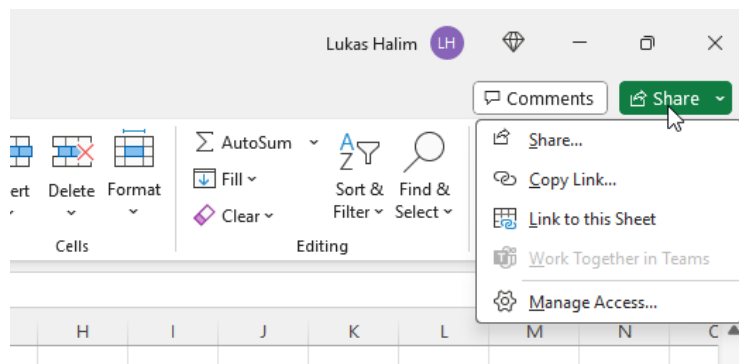 Lukas Halim LH
Comments Share
Share...
Copy Link...
Link to this Sheet
Work Together in Teams
Manage Access...
ert Delete Format
Cells
AutoSum
Fill
Clear
Sort & Filter
Find & Select
Editing
H I J K L M N